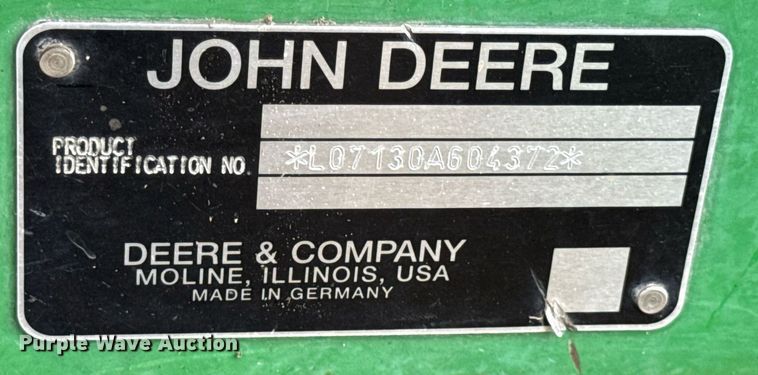 JOHN DEERE
PRODUCT
IDENTIFICATION NO.
*L07130A604372*
DEERE & COMPANY
MOLINE, ILLINOIS, USA
MADE IN GERMANY
Purple Wave Auction